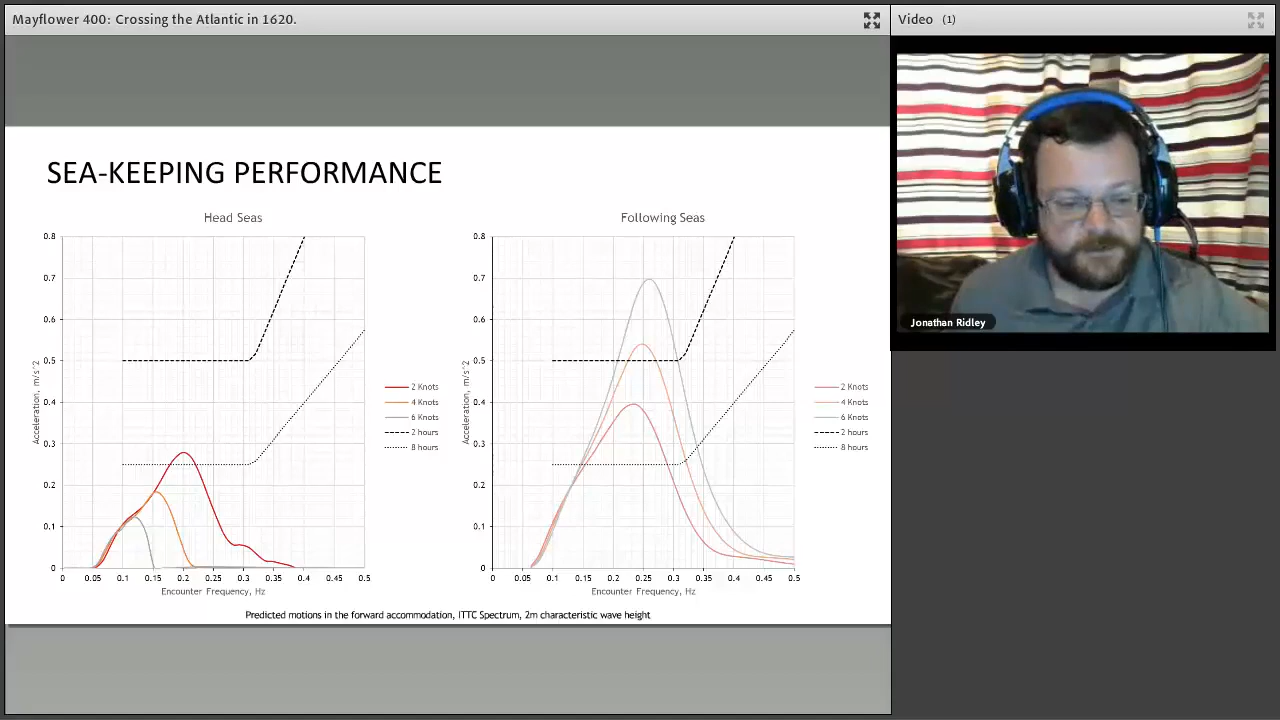 Mayflower 400: Crossing the Atlantic in 1620.
Video (1)
SEA-KEEPING PERFORMANCE
Head Seas
0.8
0.7
0.6
0.5
0.4
0.3
0.2
0.1
0
0 0.05 0.1 0.15 0.2 0.25 0.3 0.35 0.4 0.45 0.5
Acceleration, m/s^2
Encounter Frequency, Hz
2 Knots
4 Knots
6 Knots
2 hours
8 hours
Following Seas
0.8
0.7
0.6
0.5
0.4
0.3
0.2
0.1
0
0 0.05 0.1 0.15 0.2 0.25 0.3 0.35 0.4 0.45 0.5
Acceleration, m/s^2
Encounter Frequency, Hz
2 Knots
4 Knots
6 Knots
2 hours
8 hours
Predicted motions in the forward accommodation, ITTC Spectrum, 2m characteristic wave height
Jonathan Ridley